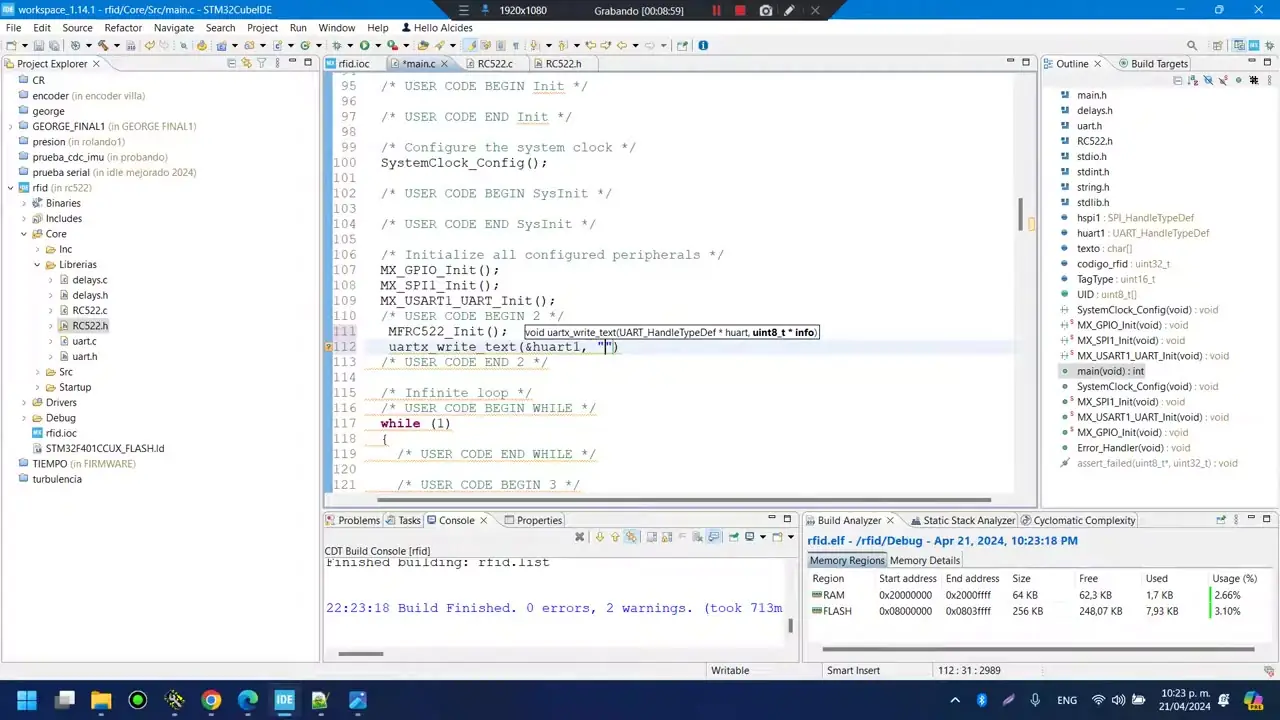 workspace_1.14.1 - rfid/Core/Src/main.c - STM32CubeIDE
1920x1080
Grabando [00:08:59]
File Edit Source Refactor Navigate Search Project Run Window Help Hello Alcides
Project Explorer
CR
encoder (in encoder villa)
george
GEORGE_FINAL1 (in GEORGE FINAL1)
presion (in rolando1)
prueba_cdc_imu (in probando)
prueba serial (in idle mejorado 2024)
rfid (in rc522)
Binaries
Includes
Core
Inc
Librerias
delays.c
delays.h
RC522.c
RC522.h
uart.c
uart.h
Src
Startup
Drivers
Debug
rfid.ioc
STM32F401CCUX_FLASH.ld
TIEMPO (in FIRMWARE)
turbulencia
rfid.ioc *main.c RC522.c RC522.h
95 /* USER CODE BEGIN Init */
96
97 /* USER CODE END Init */
98
99 /* Configure the system clock */
100 SystemClock_Config();
101
102 /* USER CODE BEGIN SysInit */
103
104 /* USER CODE END SysInit */
105
106 /* Initialize all configured peripherals */
107 MX_GPIO_Init();
108 MX_SPI1_Init();
109 MX_USART1_UART_Init();
110 /* USER CODE BEGIN 2 */
111 MFRC522_Init();
void uartx_write_text(UART_HandleTypeDef * huart, uint8_t * info)
112 uartx_write_text(&huart1, "")
113 /* USER CODE END 2 */
114
115 /* Infinite loop */
116 /* USER CODE BEGIN WHILE */
117 while (1)
118 {
119 /* USER CODE END WHILE */
120
121 /* USER CODE BEGIN 3 */
Outline Build Targets
main.h
delays.h
uart.h
RC522.h
stdio.h
stdint.h
string.h
stdlib.h
hspi1 : SPI_HandleTypeDef
huart1 : UART_HandleTypeDef
texto : char[]
codigo_rfid : uint32_t
TagType : uint16_t
UID : uint8_t[]
SystemClock_Config(void) : void
MX_GPIO_Init(void) : void
MX_SPI1_Init(void) : void
MX_USART1_UART_Init(void) : void
main(void) : int
SystemClock_Config(void) : void
MX_SPI1_Init(void) : void
MX_USART1_UART_Init(void) : void
MX_GPIO_Init(void) : void
Error_Handler(void) : void
assert_failed(uint8_t*, uint32_t) : void
Problems Tasks Console Properties
CDT Build Console [rfid]
Finished building: rfid.list
22:23:18 Build Finished. 0 errors, 2 warnings. (took 713m
Build Analyzer Static Stack Analyzer Cyclomatic Complexity
rfid.elf - /rfid/Debug - Apr 21, 2024, 10:23:18 PM
Memory Regions Memory Details
Region Start address End address Size Free Used Usage (%)
RAM 0x20000000 0x2000ffff 64 KB 62,3 KB 1,7 KB 2.66%
FLASH 0x08000000 0x0803ffff 256 KB 248,07 KB 7,93 KB 3.10%
Writable Smart Insert 112 : 31 : 2989
IDE
ENG
10:23 p. m.
21/04/2024